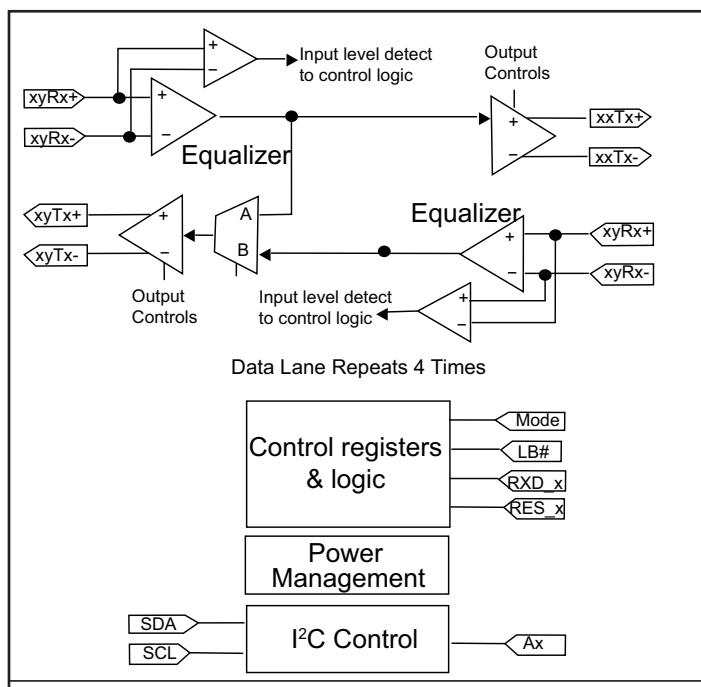 Input level detect
to control logic
Output
Controls
+
−
xyRx+
xyRx-
+
−
+
−
xxTx+
xxTx-
Equalizer
xyTx+
xyTx-
+
−
A
B
Equalizer
+
−
xyRx+
xyRx-
Output
Controls
Input level detect
to control logic
+
−
Data Lane Repeats 4 Times
Control registers
& logic
Mode
LB#
RXD_x
RES_x
Power
Management
SDA
SCL
I²C Control
Ax